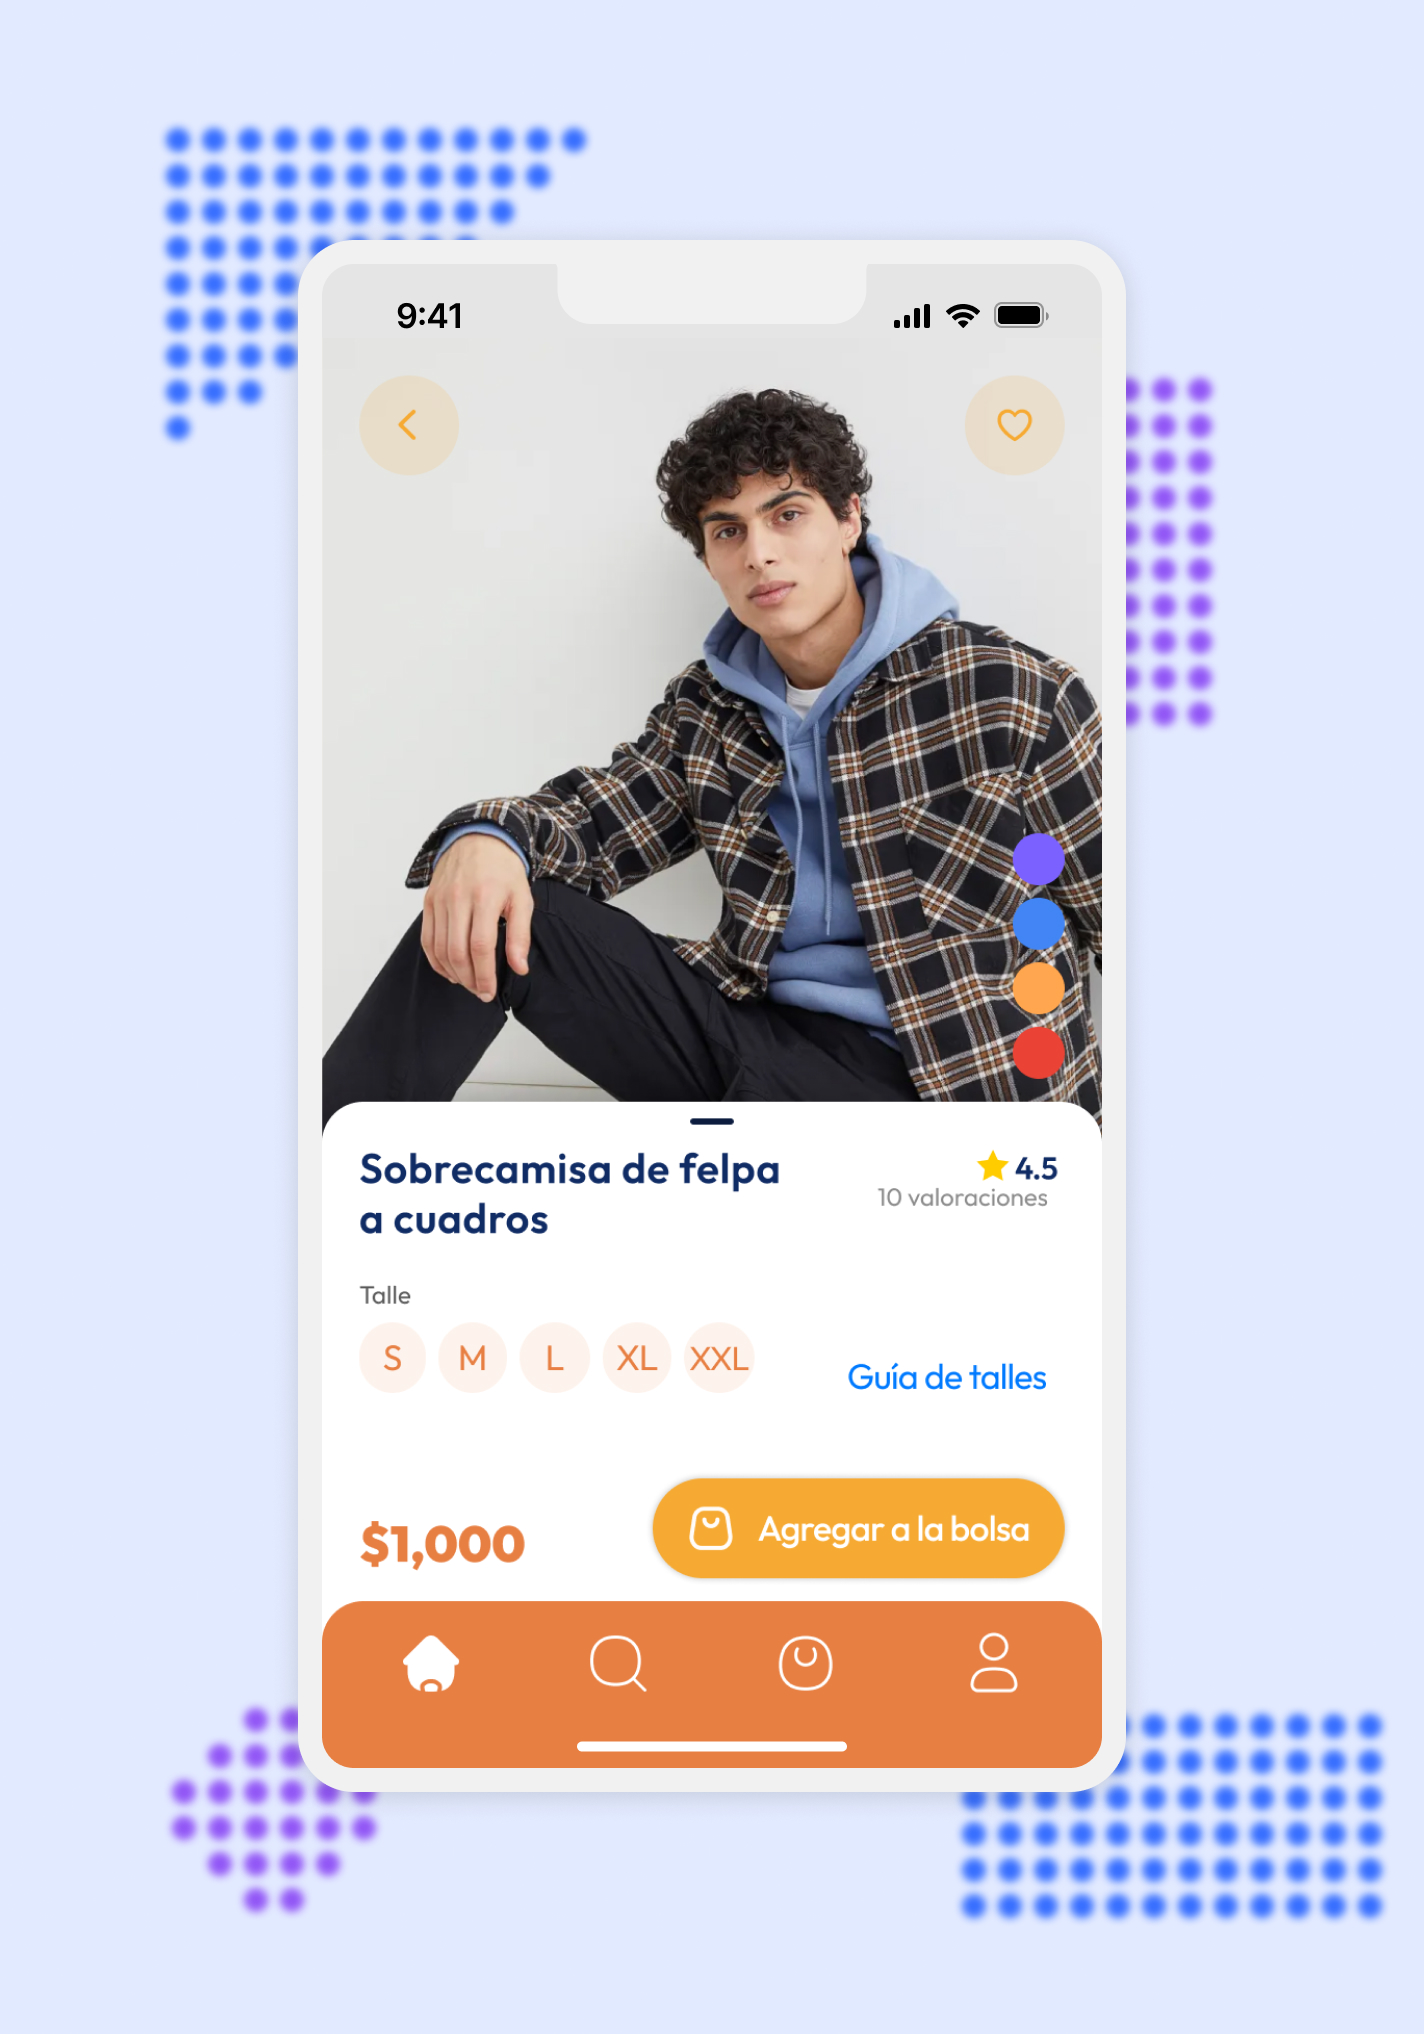 9:41
Sobrecamisa de felpa
a cuadros
4.5
10 valoraciones
Talle
S M L XL XXL
Guía de talles
$1,000
Agregar a la bolsa